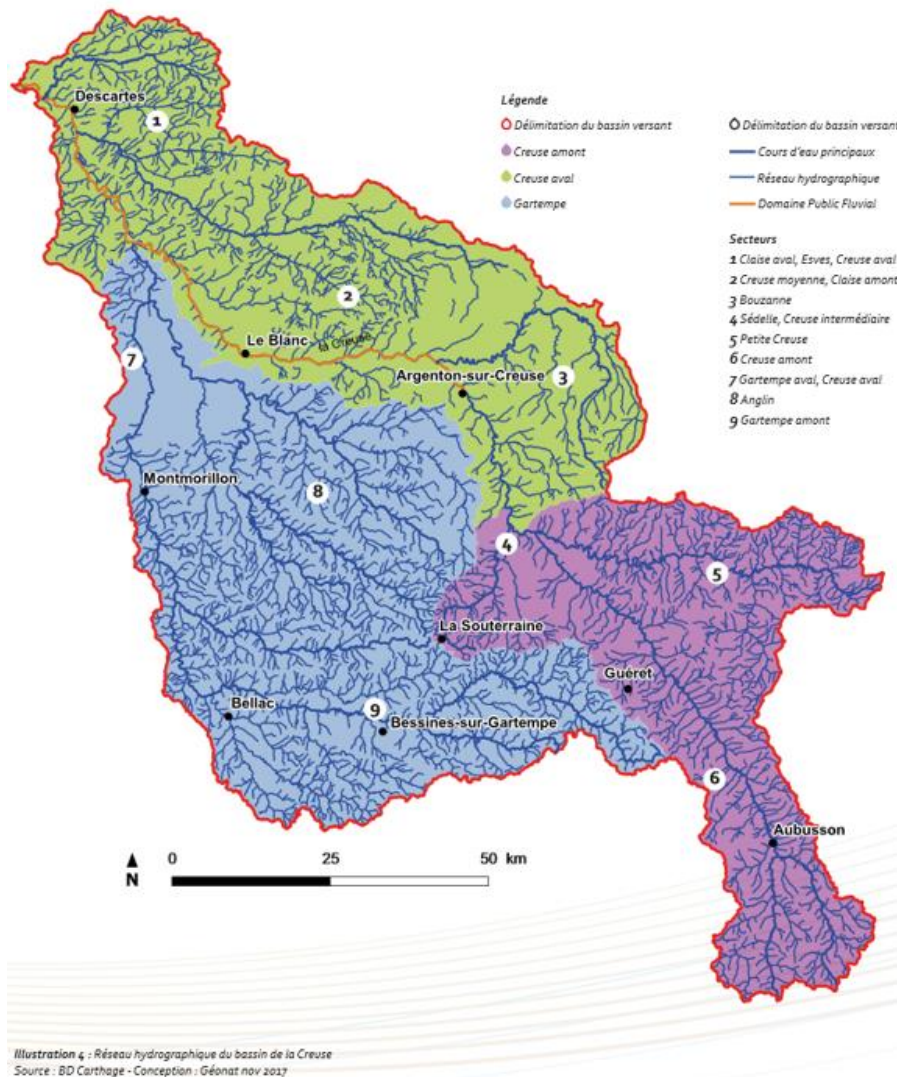 Descartes
1
Légende
Délimitation du bassin versant
Creuse amont
Creuse aval
Gartempe
Délimitation du bassin versant
Cours d'eau principaux
Réseau hydrographique
Domaine Public Fluvial
Secteurs
1 Claise aval, Esves, Creuse aval
2 Creuse moyenne, Claise amont
3 Bouzanne
4 Sédelle, Creuse intermédiaire
5 Petite Creuse
6 Creuse amont
7 Gartempe aval, Creuse aval
8 Anglin
9 Gartempe amont
2
Le Blanc
la Creuse
7
Argenton-sur-Creuse
3
Montmorillon
8
4
5
La Souterraine
Guéret
Bellac
9
Bessines-sur-Gartempe
6
Aubusson
N
0 25 50 km
Illustration 4 : Réseau hydrographique du bassin de la Creuse
Source : BD Carthage - Conception : Géonat nov 2017